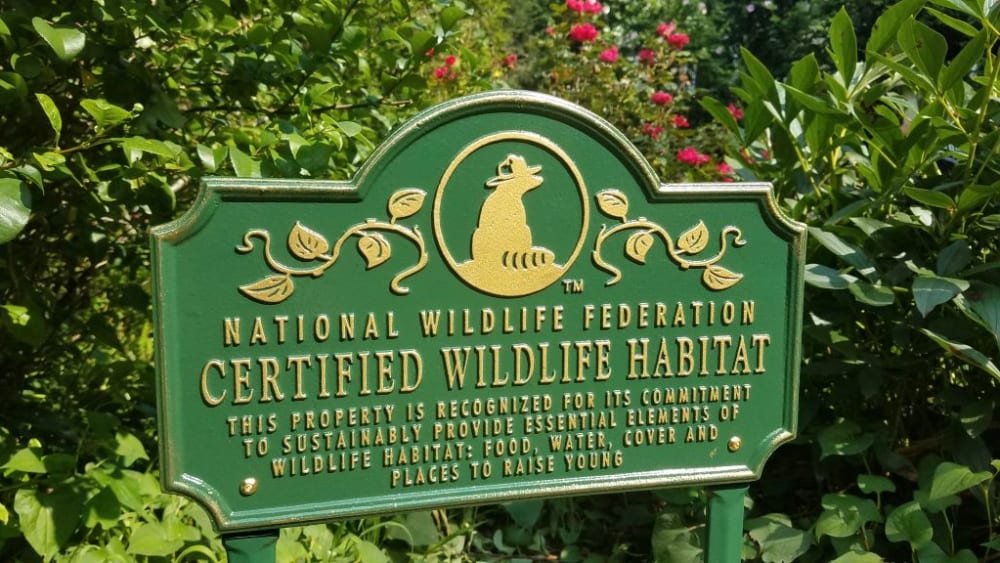 TM
NATIONAL WILDLIFE FEDERATION
CERTIFIED WILDLIFE HABITAT
THIS PROPERTY IS RECOGNIZED FOR ITS COMMITMENT
TO SUSTAINABLY PROVIDE ESSENTIAL ELEMENTS OF
WILDLIFE HABITAT: FOOD, WATER, COVER AND
PLACES TO RAISE YOUNG